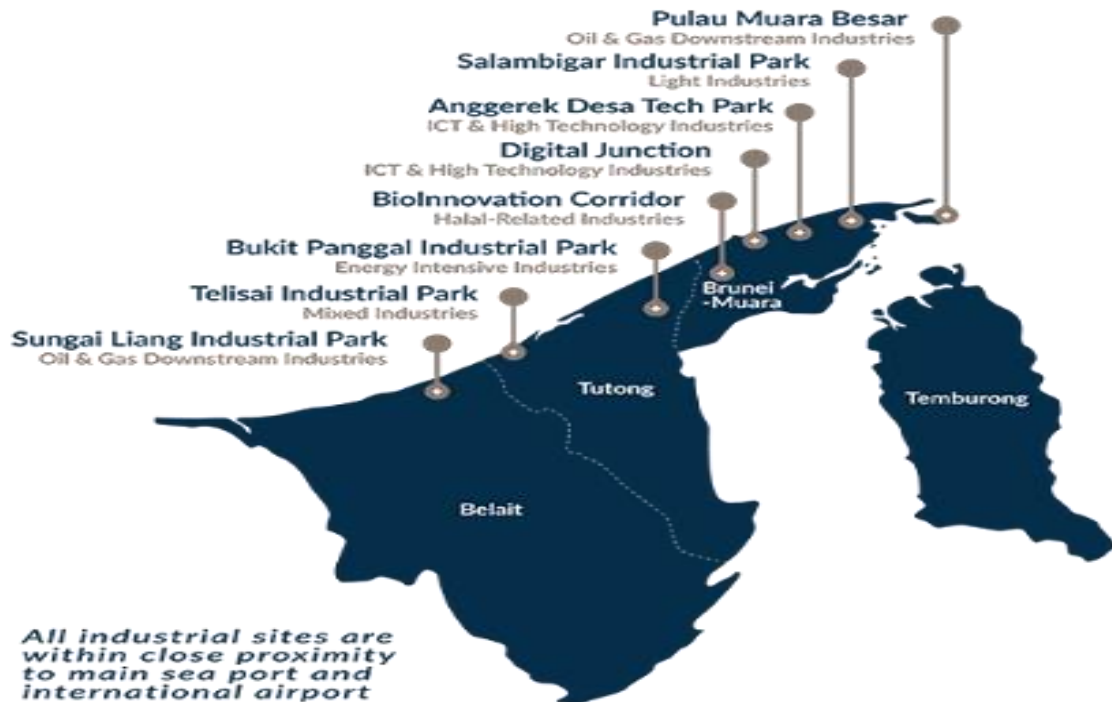 Pulau Muara Besar
Oil & Gas Downstream Industries
Salambigar Industrial Park
Light Industries
Anggerek Desa Tech Park
ICT & High Technology Industries
Digital Junction
ICT & High Technology Industries
BioInnovation Corridor
Halal-Related Industries
Bukit Panggal Industrial Park
Energy Intensive Industries
Telisai Industrial Park
Mixed Industries
Sungai Liang Industrial Park
Oil & Gas Downstream Industries
Brunei
-Muara
Tutong
Temburong
Belait
All industrial sites are
within close proximity
to main sea port and
international airport